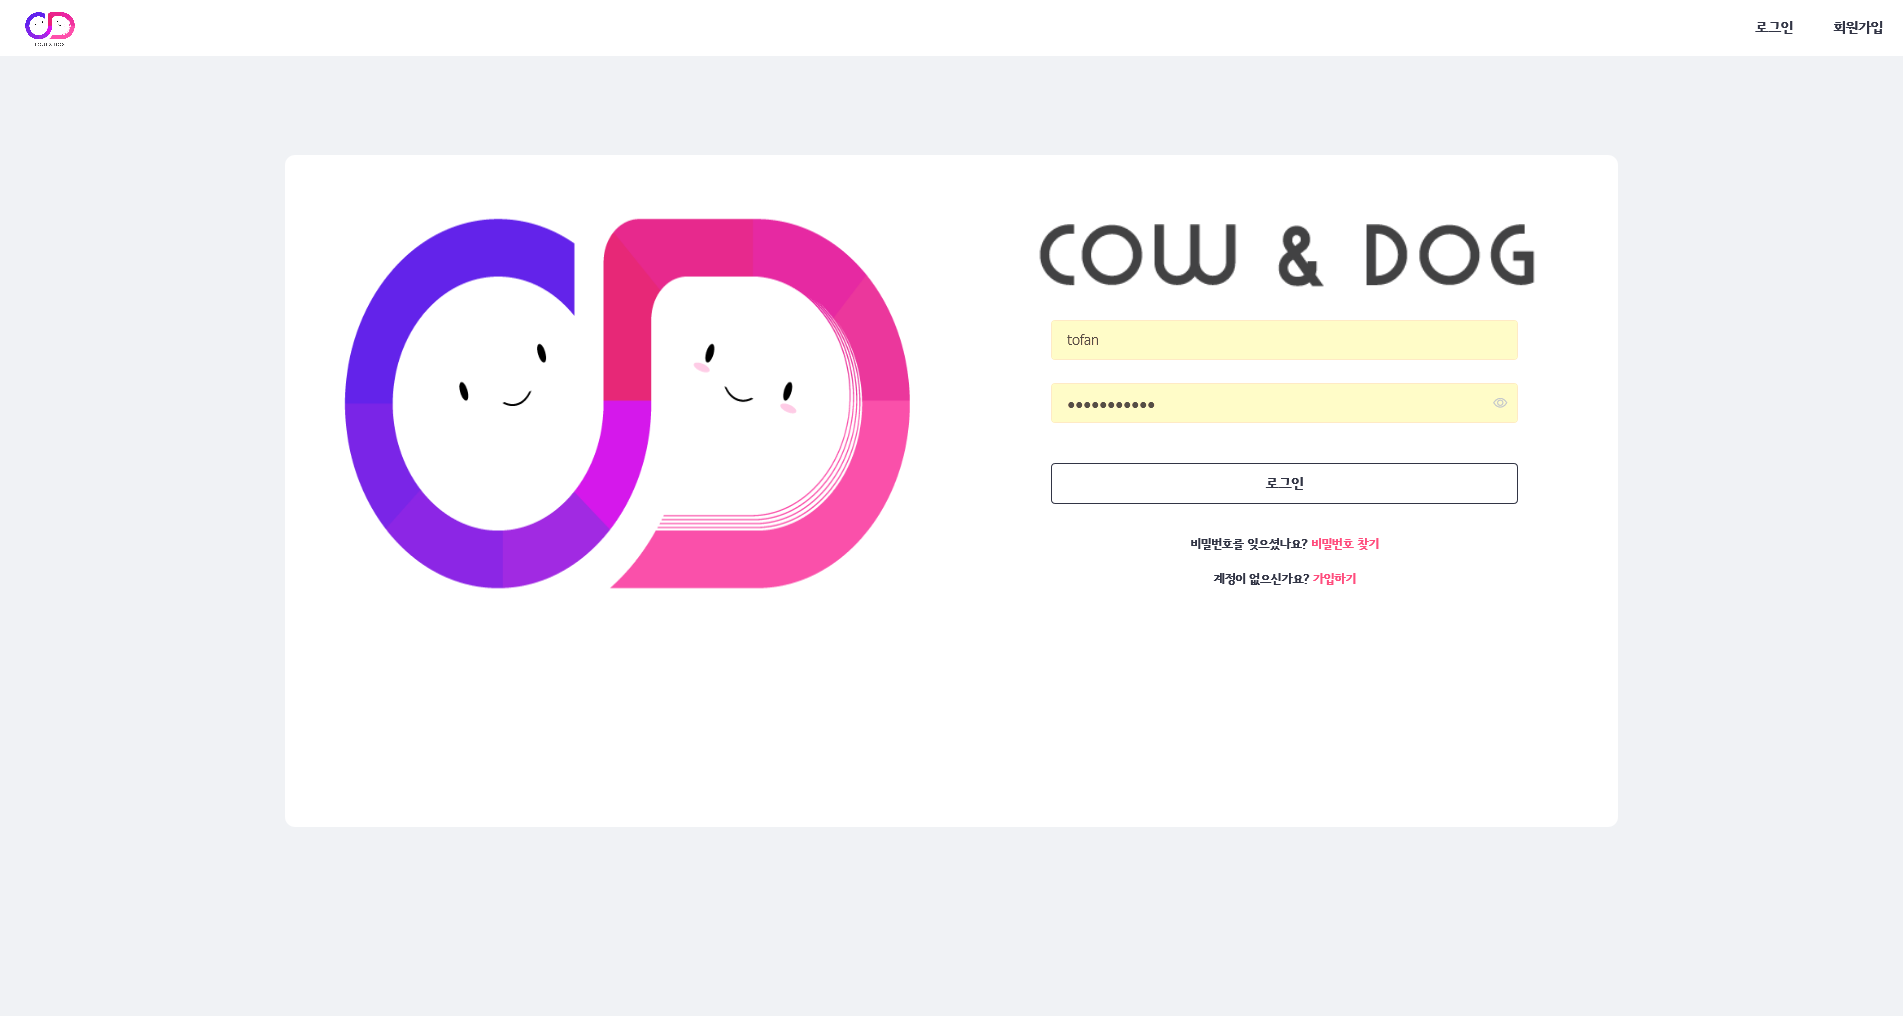 로그인 회원가입
COW & DOG
tofan
•••••••••••
로그인
비밀번호를 잊으셨나요? 비밀번호 찾기
계정이 없으신가요? 가입하기